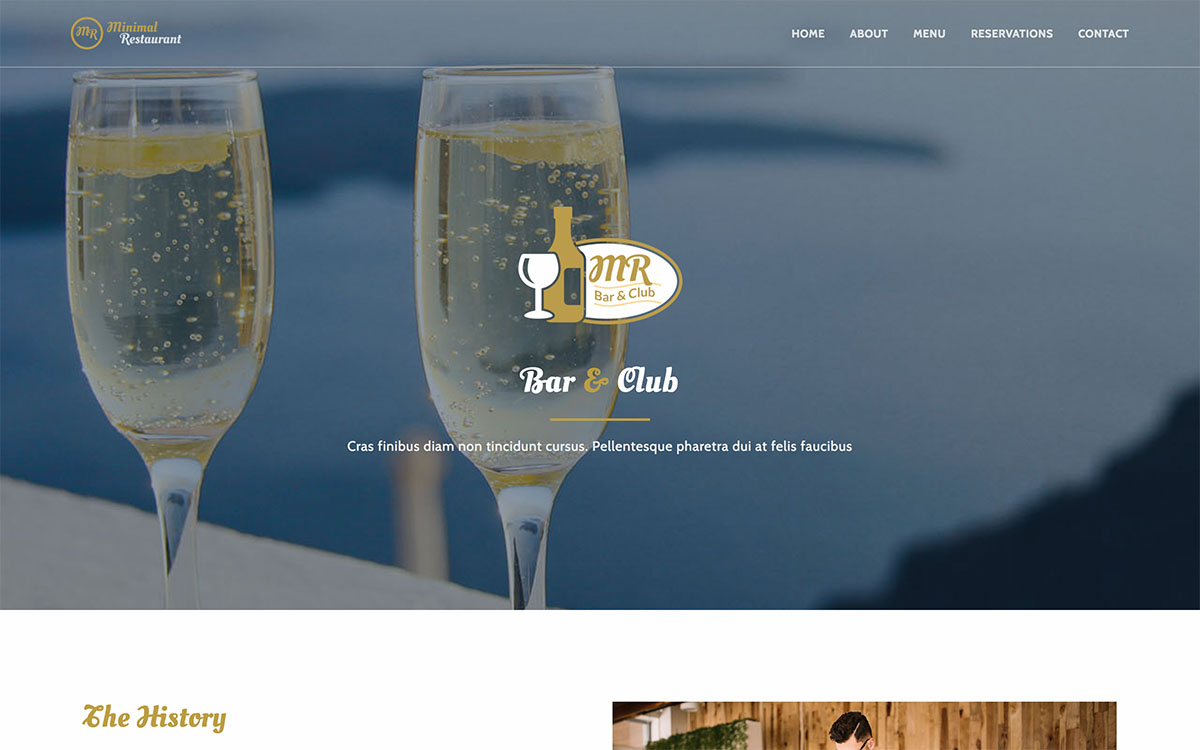 MR Minimal
Restaurant
HOME ABOUT MENU RESERVATIONS CONTACT
MR
Bar & Club
Bar & Club
Cras finibus diam non tincidunt cursus. Pellentesque pharetra dui at felis faucibus
The History